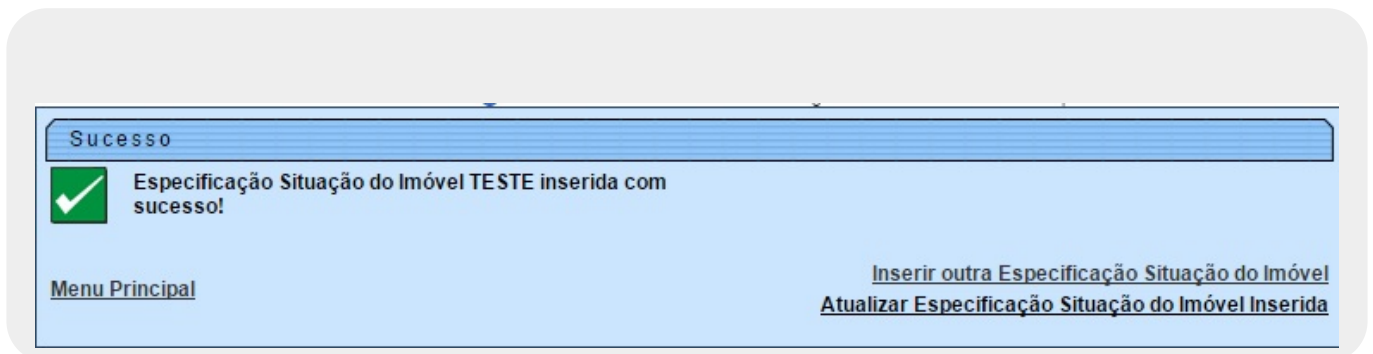 Sucesso
Especificação Situação do Imóvel TESTE inserida com
sucesso!
Menu Principal
Inserir outra Especificação Situação do Imóvel
Atualizar Especificação Situação do Imóvel Inserida